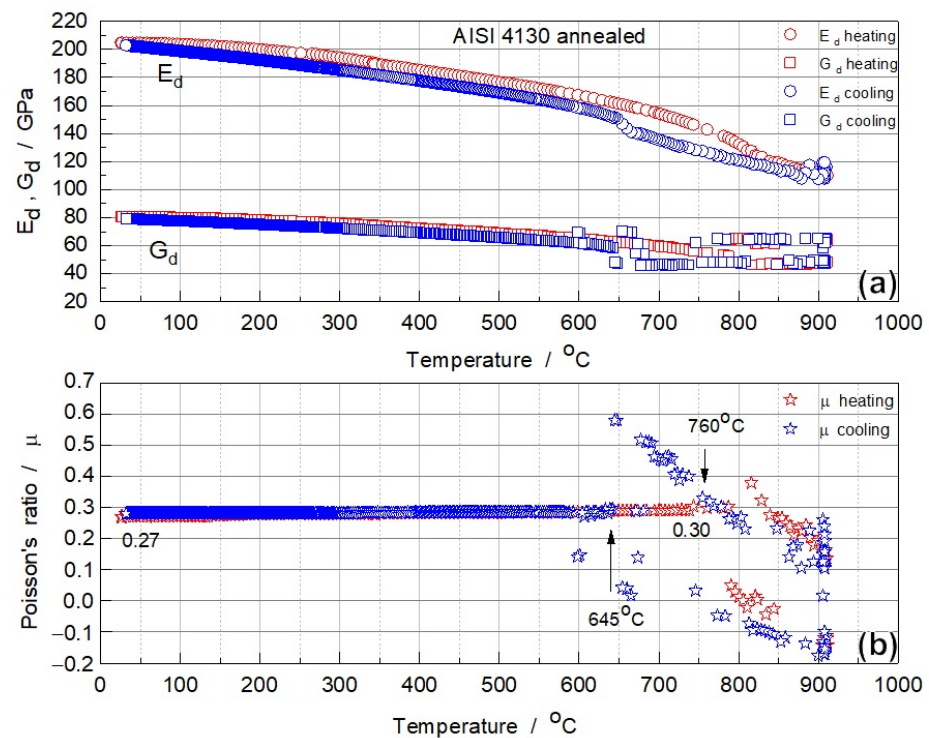 AISI 4130 annealed
E d heating
G d heating
E d cooling
G d cooling
E d
G d
(a)
E d , G d / GPa
220
200
180
160
140
120
100
80
60
40
20
0 100 200 300 400 500 600 700 800 900 1000
Temperature / °C
μ heating
μ cooling
760°C
0.27
0.30
645°C
(b)
Poisson's ratio / μ
0.7
0.6
0.5
0.4
0.3
0.2
0.1
0.0
−0.1
−0.2
0 100 200 300 400 500 600 700 800 900 1000
Temperature / °C